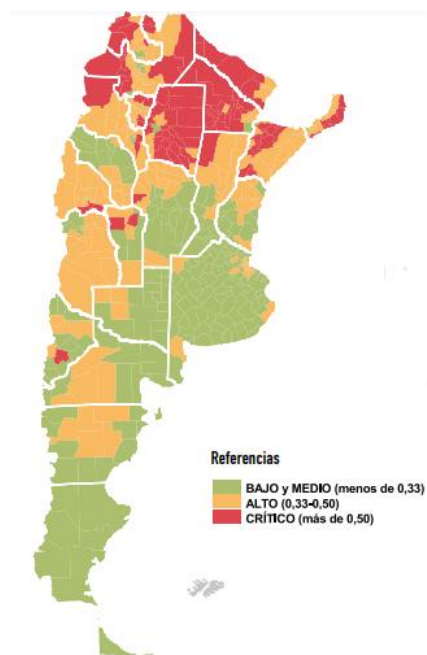 Referencias
BAJO y MEDIO (menos de 0,33)
ALTO (0,33-0,50)
CRÍTICO (más de 0,50)